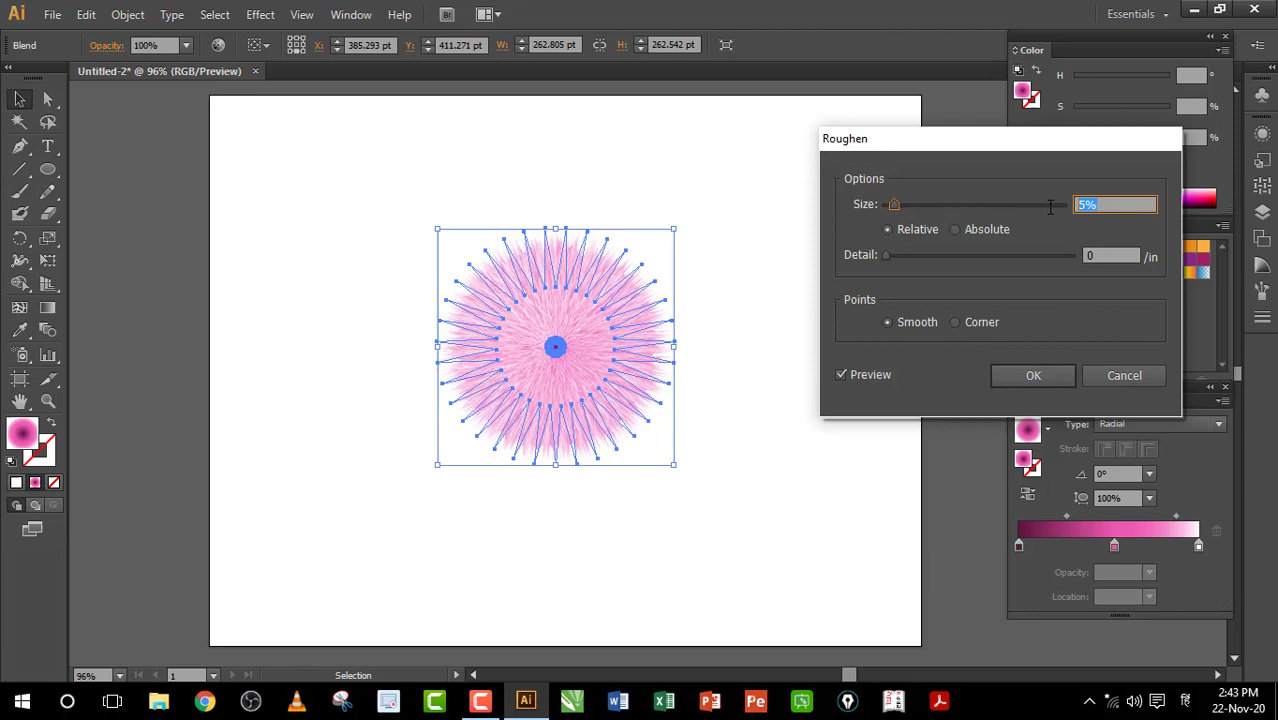 Ai File Edit Object Type Select Effect View Window Help Br Essentials
Blend Opacity: 100% X: 385.293 pt Y: 411.271 pt W: 262.805 pt H: 262.542 pt
Untitled-2* @ 96% (RGB/Preview)
Color
H °
S %
%
Roughen
Options
Size: 5%
Relative Absolute
Detail: 0 /in
Points
Smooth Corner
Preview OK Cancel
Type: Radial
Stroke:
0°
100%
Opacity:
Location:
96% 1 Selection
2:43 PM
22-Nov-20